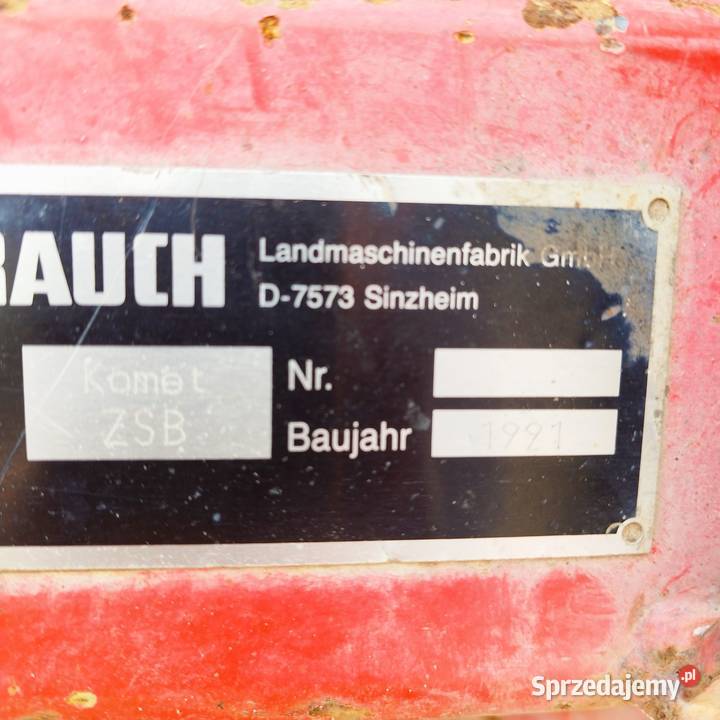 RAUCH
Landmaschinenfabrik GmbH
D-7573 Sinzheim
Komet
ZSB
Nr.
Baujahr 1991
Sprzedajemy.pl